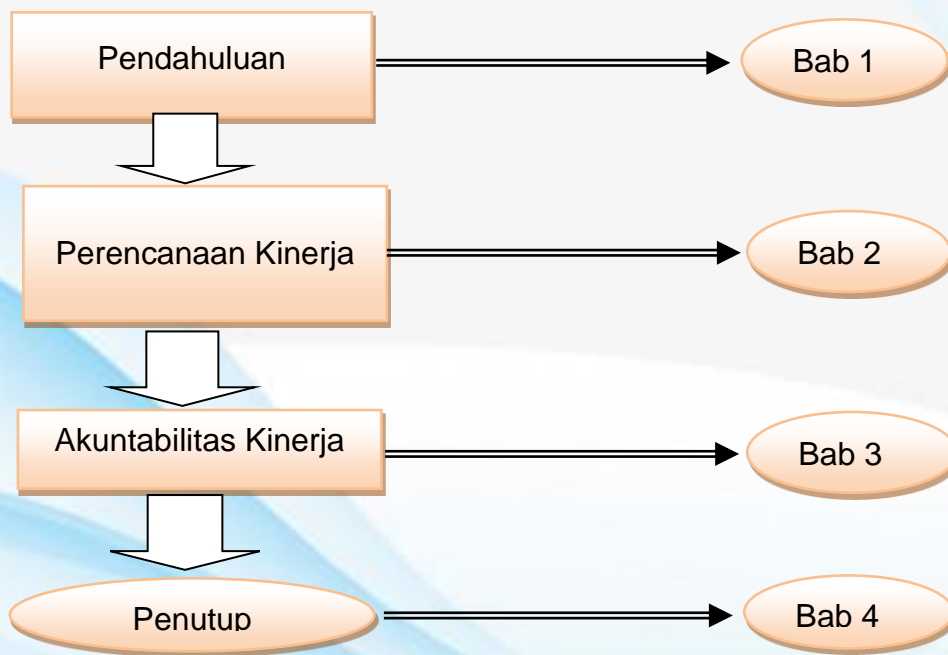 Pendahuluan
Bab 1
Perencanaan Kinerja
Bab 2
Akuntabilitas Kinerja
Bab 3
Penutup
Bab 4